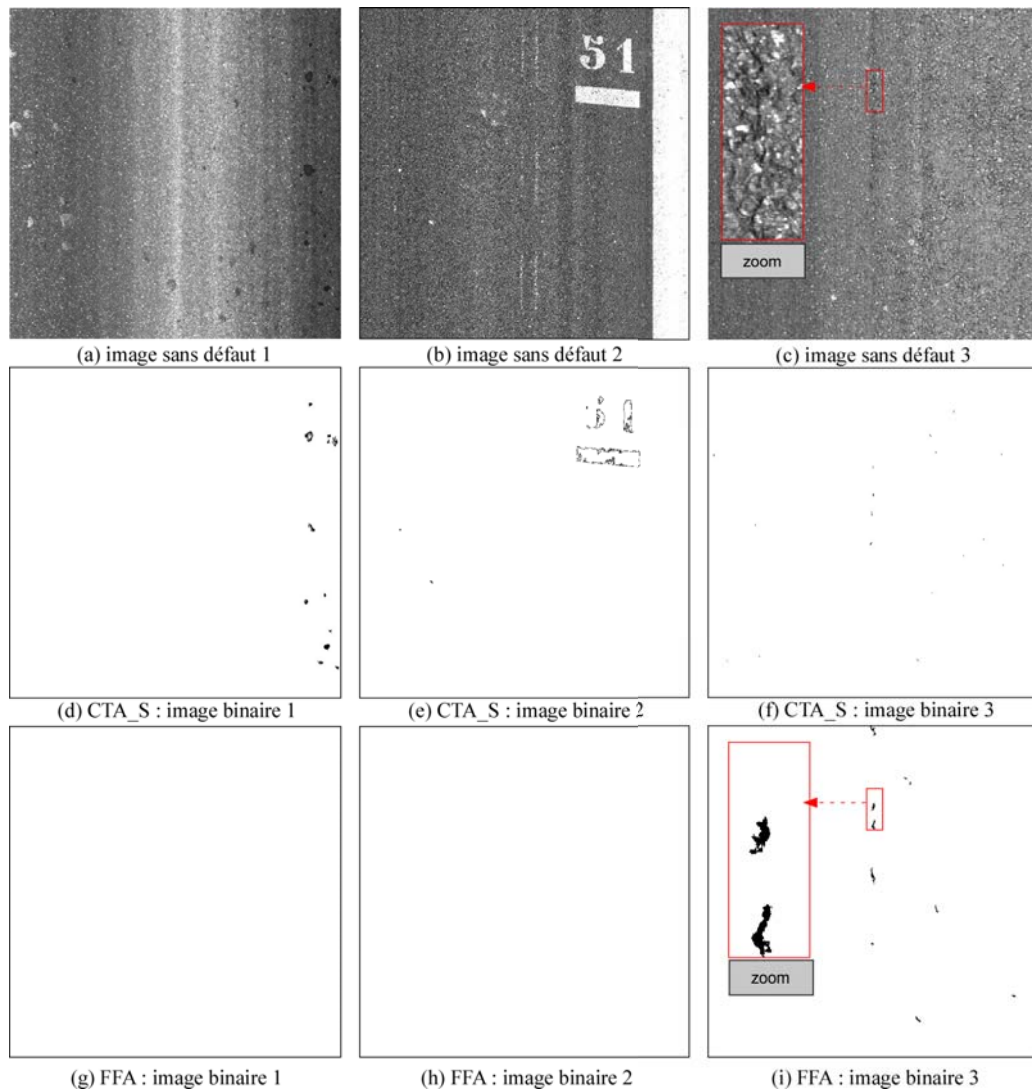 51
zoom
(a) image sans défaut 1
(b) image sans défaut 2
(c) image sans défaut 3
(d) CTA_S : image binaire 1
(e) CTA_S : image binaire 2
(f) CTA_S : image binaire 3
zoom
(g) FFA : image binaire 1
(h) FFA : image binaire 2
(i) FFA : image binaire 3